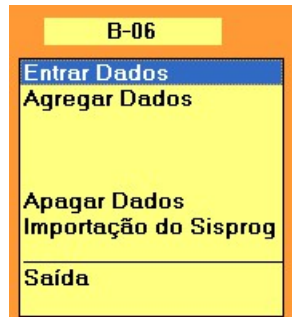 B-06
Entrar Dados
Agregar Dados
Apagar Dados
Importação do Sisprog
Saída